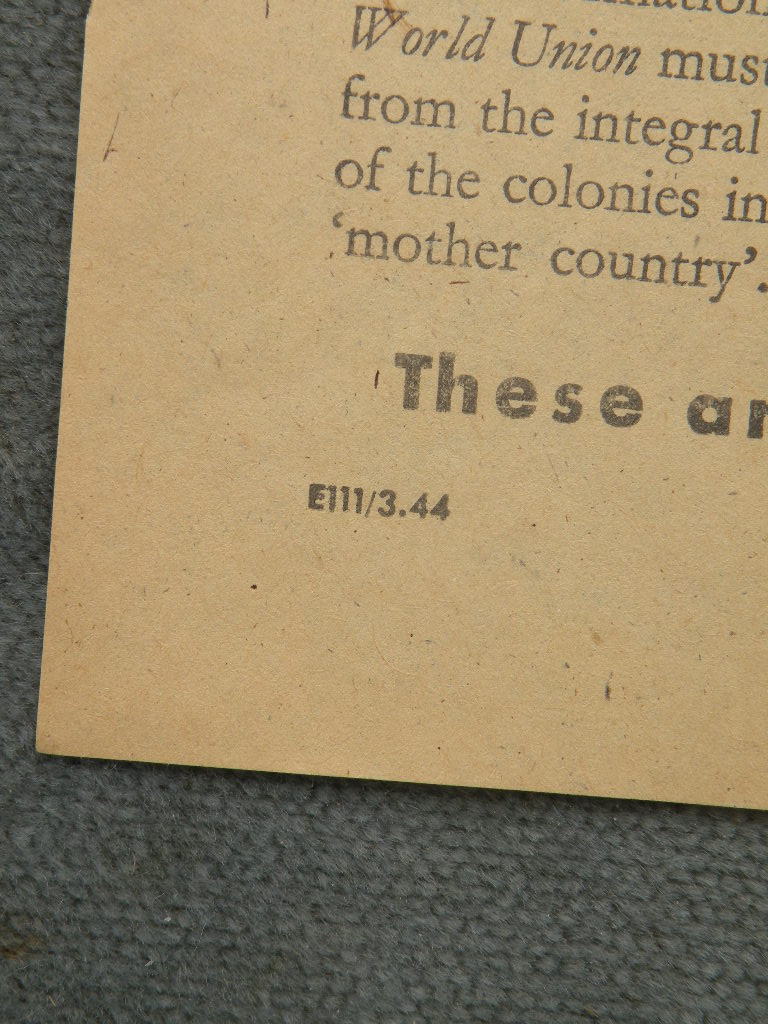 World Union must
from the integral
of the colonies in
‘mother country’.
These
E111/3.44